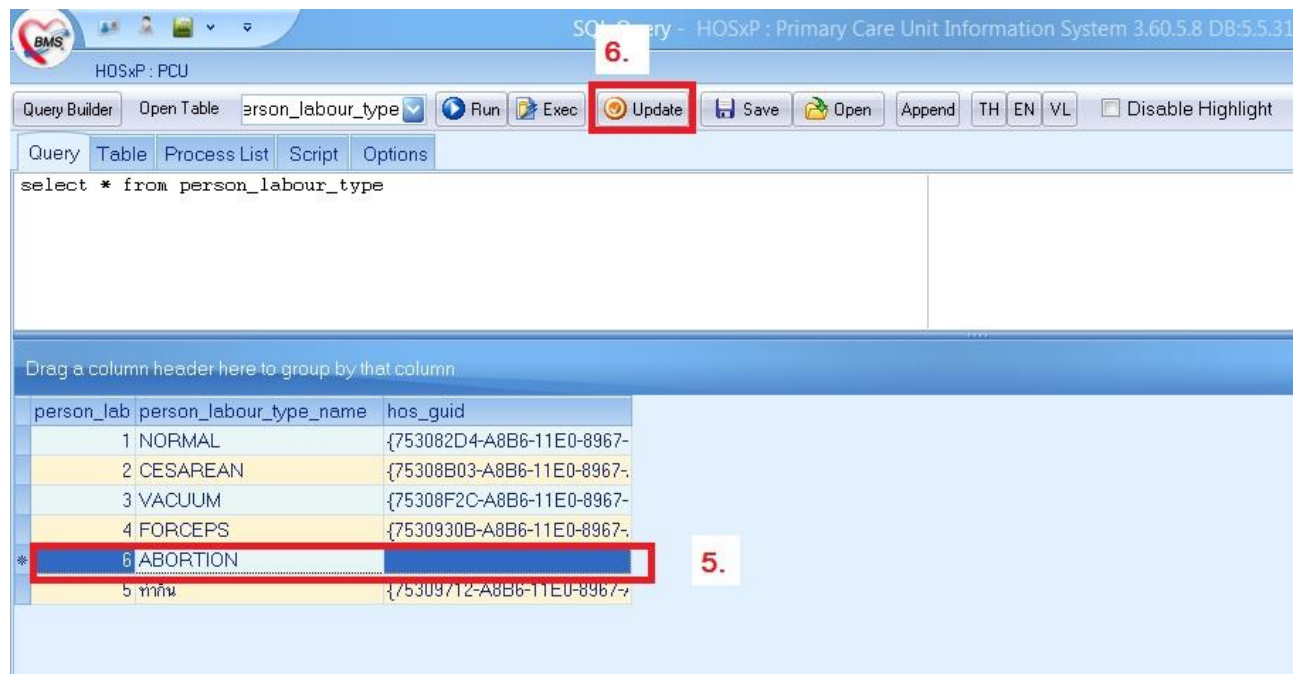 SQL Query - HOSxP : Primary Care Unit Information System 3.60.5.8 DB:5.5.31
BMS
6.
HOSxP : PCU
Query Builder Open Table erson_labour_type Run Exec Update Save Open Append TH EN VL Disable Highlight
Query Table Process List Script Options
select * from person_labour_type
Drag a column header here to group by that column
person_lab person_labour_type_name hos_guid
1 NORMAL {753082D4-A8B6-11E0-8967-
2 CESAREAN {75308B03-A8B6-11E0-8967-
3 VACUUM {75308F2C-A8B6-11E0-8967-
4 FORCEPS {7530930B-A8B6-11E0-8967-
* 6 ABORTION
5.
5 ท่าก้น {75309712-A8B6-11E0-8967-